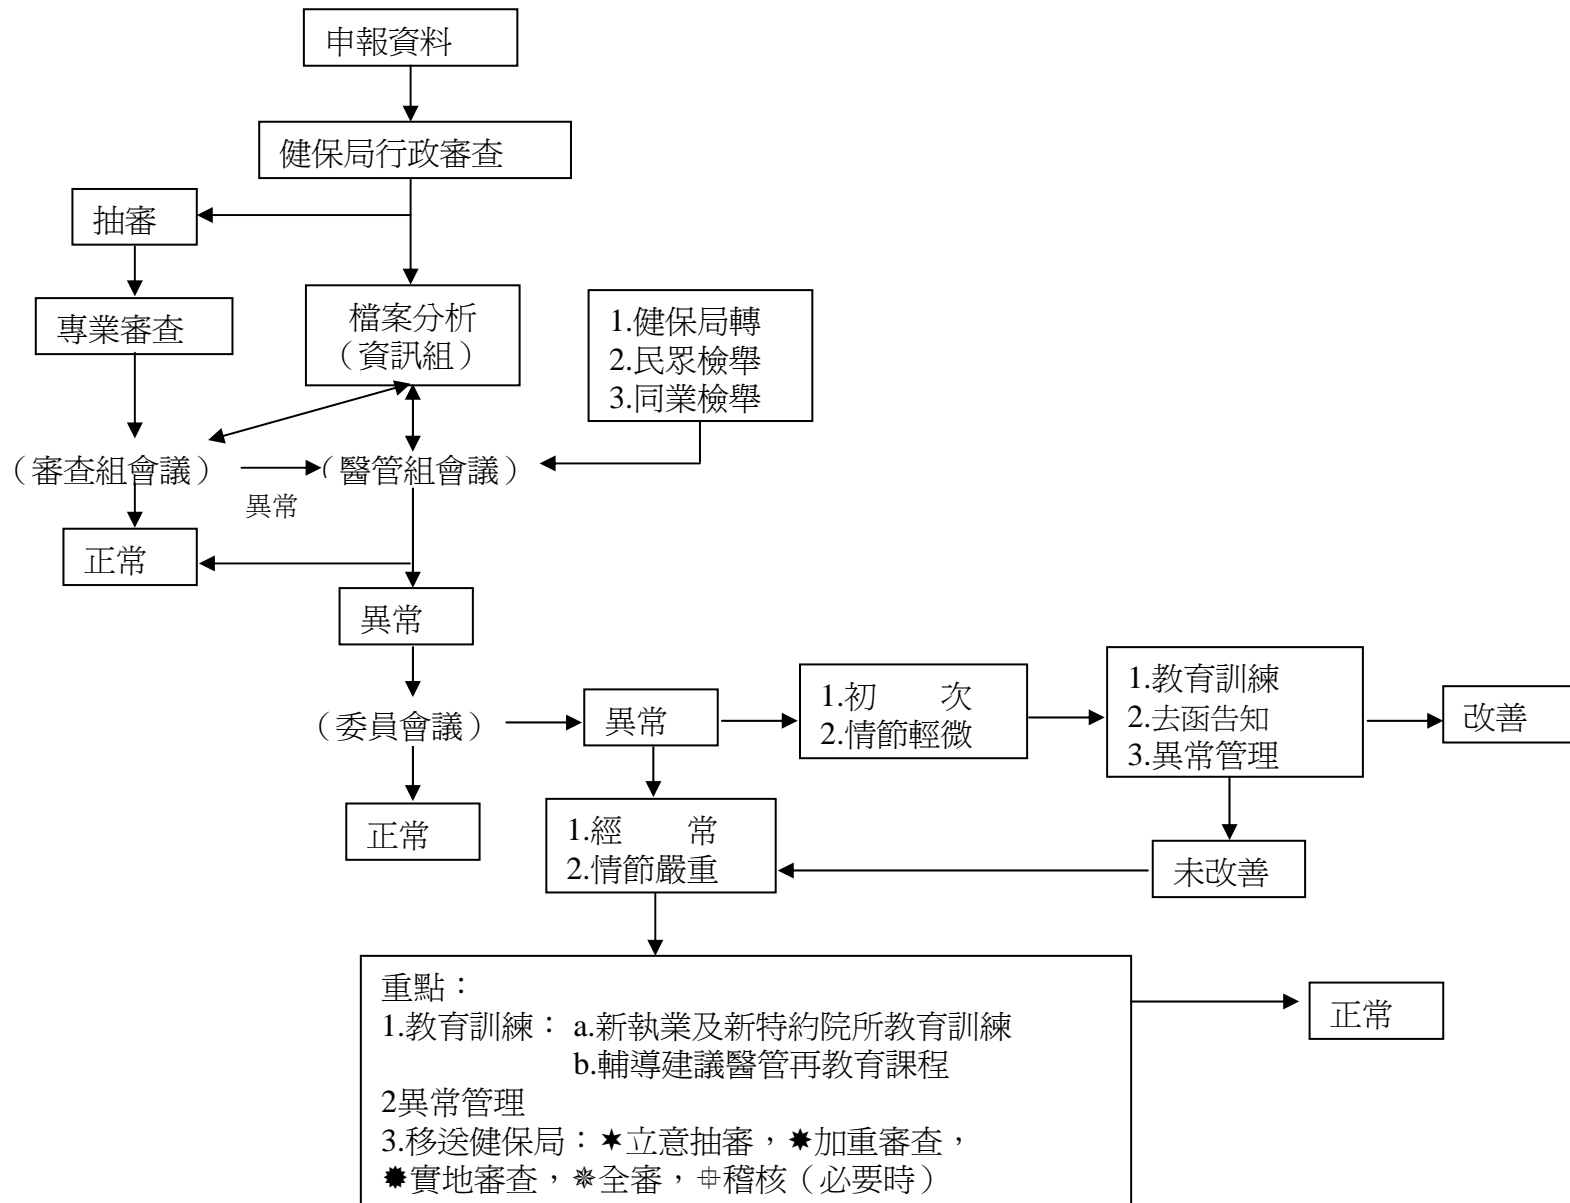 申報資料
健保局行政審查
抽審
專業審查
檔案分析
（資訊組）
1.健保局轉
2.民眾檢舉
3.同業檢舉
（審查組會議）
異常
（醫管組會議）
正常
異常
（委員會議）
正常
異常
1.初　　次
2.情節輕微
1.教育訓練
2.去函告知
3.異常管理
改善
1.經　　常
2.情節嚴重
未改善
重點：
1.教育訓練： a.新執業及新特約院所教育訓練
b.輔導建議醫管再教育課程
2異常管理
3.移送健保局：✶立意抽審，✸加重審查，
✹實地審查，✵全審，⌖稽核（必要時）
正常